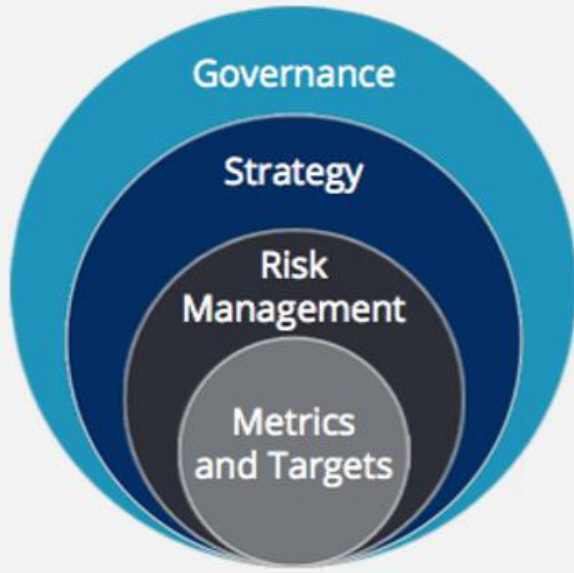 Governance
Strategy
Risk
Management
Metrics
and Targets